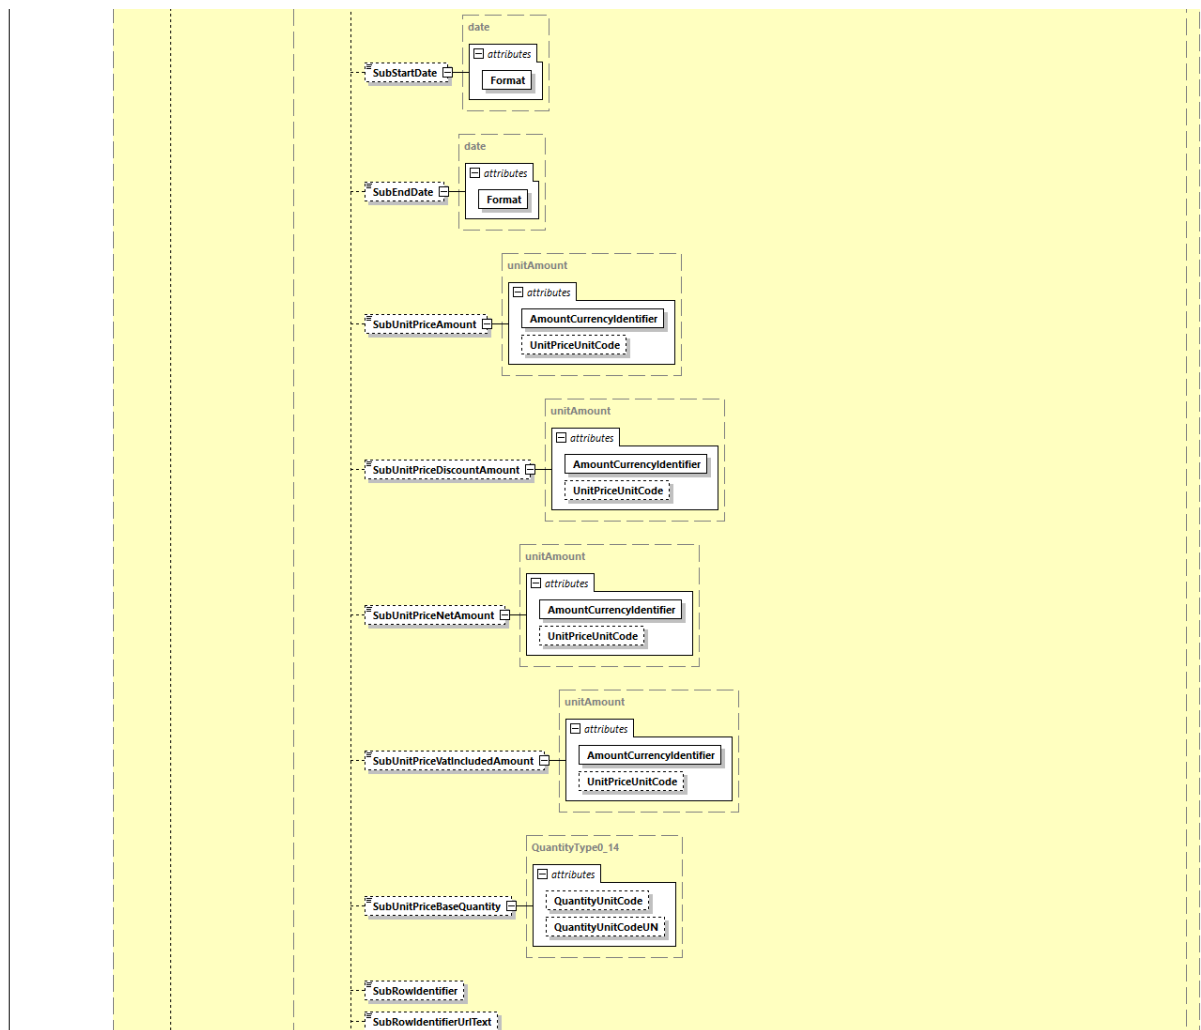 date
attributes
SubStartDate
Format
date
attributes
SubEndDate
Format
unitAmount
attributes
AmountCurrencyIdentifier
SubUnitPriceAmount
UnitPriceUnitCode
unitAmount
attributes
AmountCurrencyIdentifier
SubUnitPriceDiscountAmount
UnitPriceUnitCode
unitAmount
attributes
AmountCurrencyIdentifier
SubUnitPriceNetAmount
UnitPriceUnitCode
unitAmount
attributes
AmountCurrencyIdentifier
SubUnitPriceVatIncludedAmount
UnitPriceUnitCode
QuantityType0_14
attributes
QuantityUnitCode
SubUnitPriceBaseQuantity
QuantityUnitCodeUN
SubRowIdentifier
SubRowIdentifierUrlText